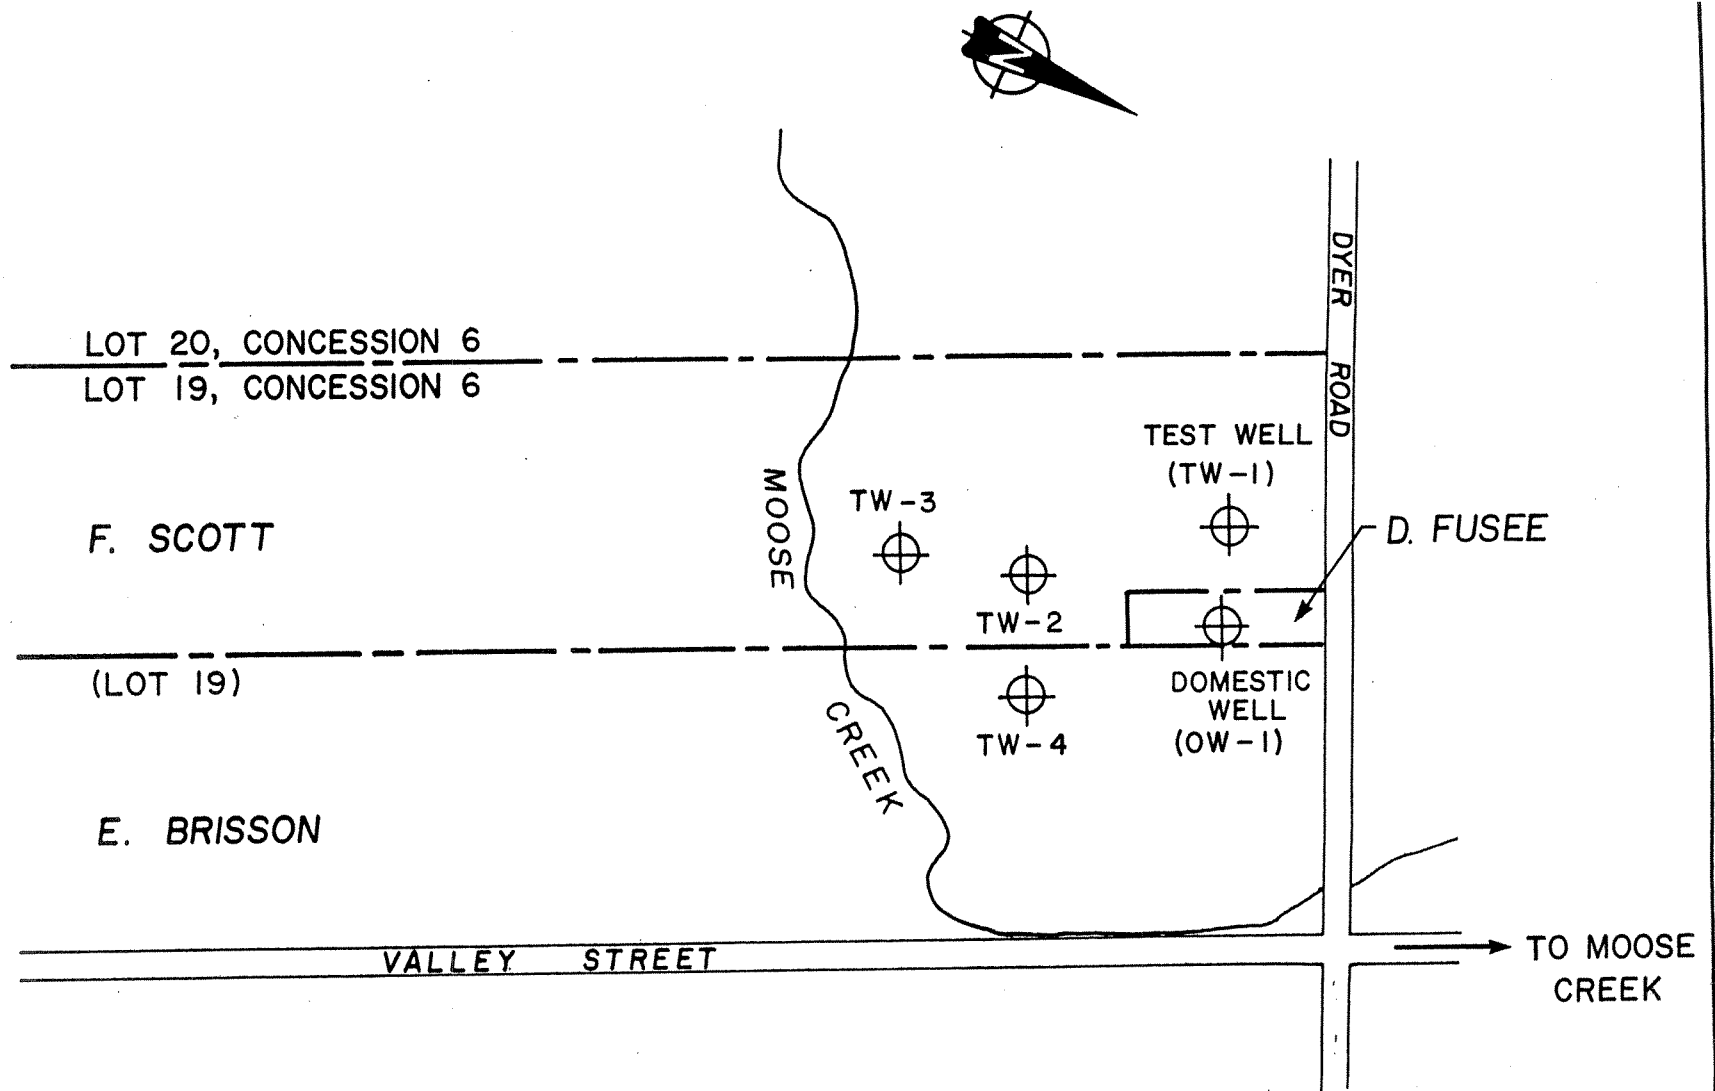 N
LOT 20, CONCESSION 6
LOT 19, CONCESSION 6
DYER ROAD
TEST WELL
(TW-1)
MOOSE CREEK
TW-3
F. SCOTT
D. FUSEE
TW-2
(LOT 19)
DOMESTIC
WELL
(OW-1)
TW-4
E. BRISSON
VALLEY STREET
TO MOOSE
CREEK